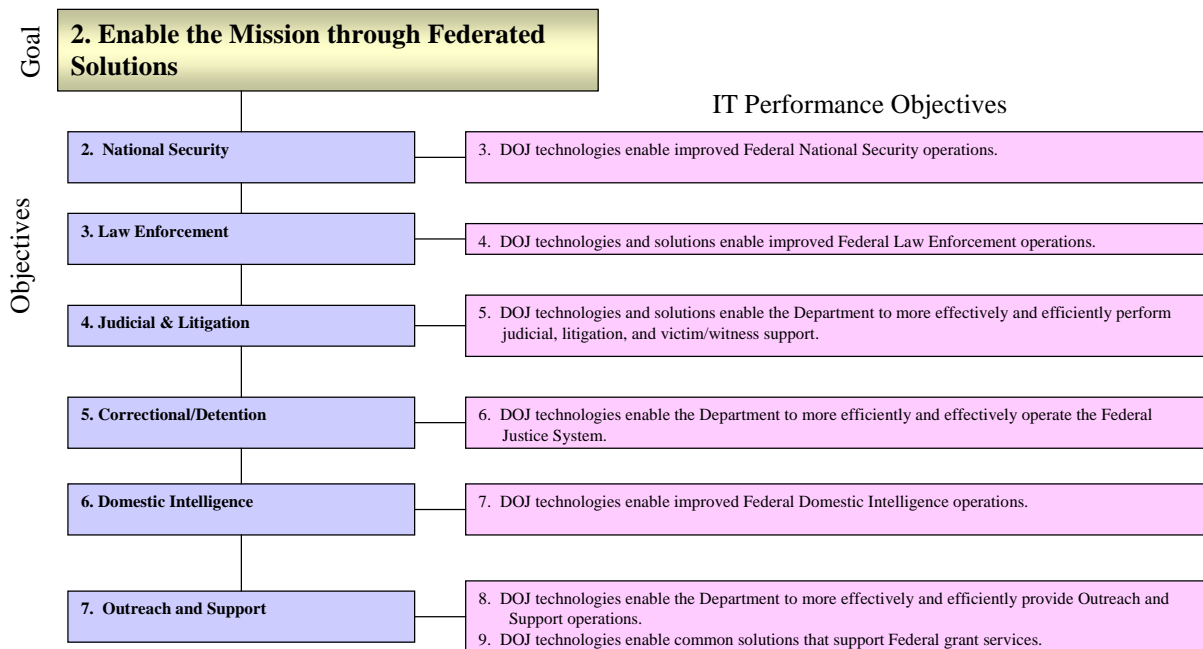 Goal
2. Enable the Mission through Federated
Solutions
IT Performance Objectives
Objectives
2. National Security
3. DOJ technologies enable improved Federal National Security operations.
3. Law Enforcement
4. DOJ technologies and solutions enable improved Federal Law Enforcement operations.
4. Judicial & Litigation
5. DOJ technologies and solutions enable the Department to more effectively and efficiently perform
judicial, litigation, and victim/witness support.
5. Correctional/Detention
6. DOJ technologies enable the Department to more efficiently and effectively operate the Federal
Justice System.
6. Domestic Intelligence
7. DOJ technologies enable improved Federal Domestic Intelligence operations.
7. Outreach and Support
8. DOJ technologies enable the Department to more effectively and efficiently provide Outreach and
Support operations.
9. DOJ technologies enable common solutions that support Federal grant services.